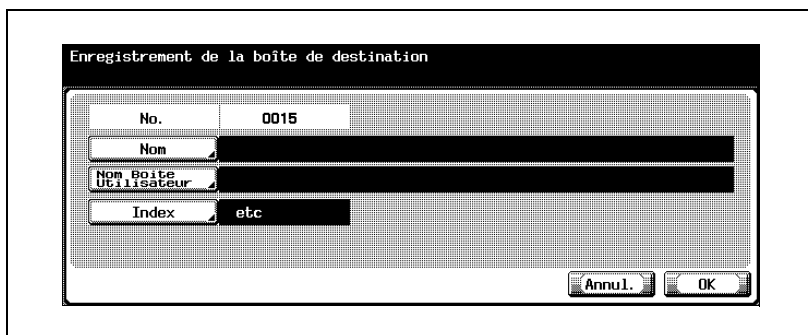 Enregistrement de la boîte de destination
No. 0015
Nom
Nom Boite
Utilisateur
Index etc
Annul. OK